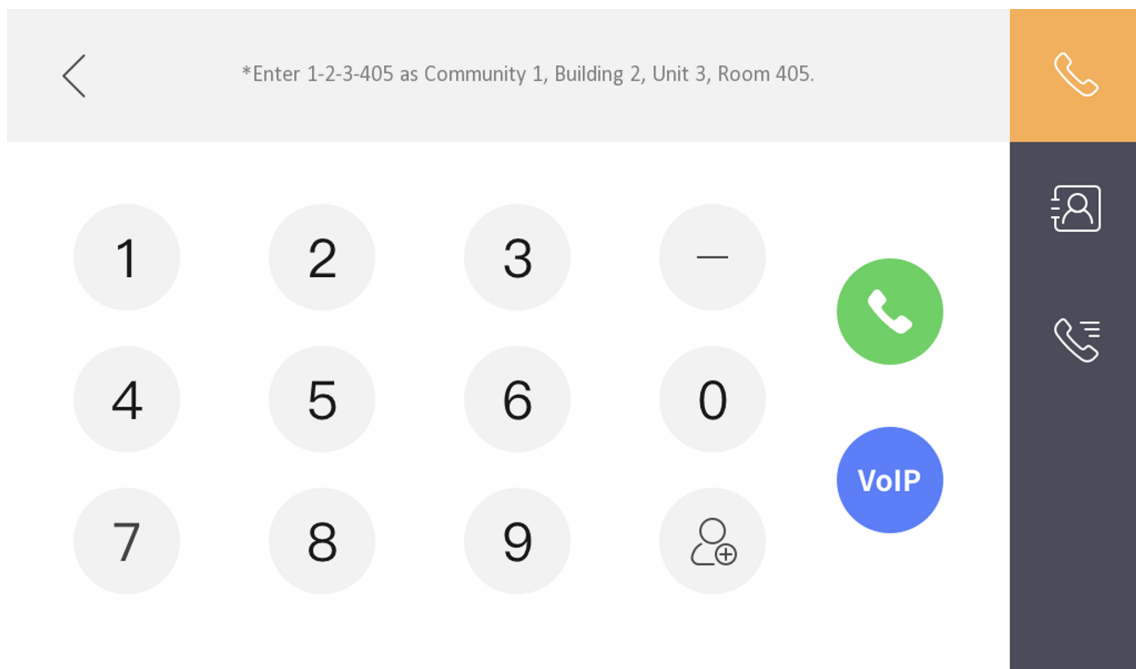 *Enter 1-2-3-405 as Community 1, Building 2, Unit 3, Room 405.
1 2 3 —
4 5 6 0
VoIP
7 8 9